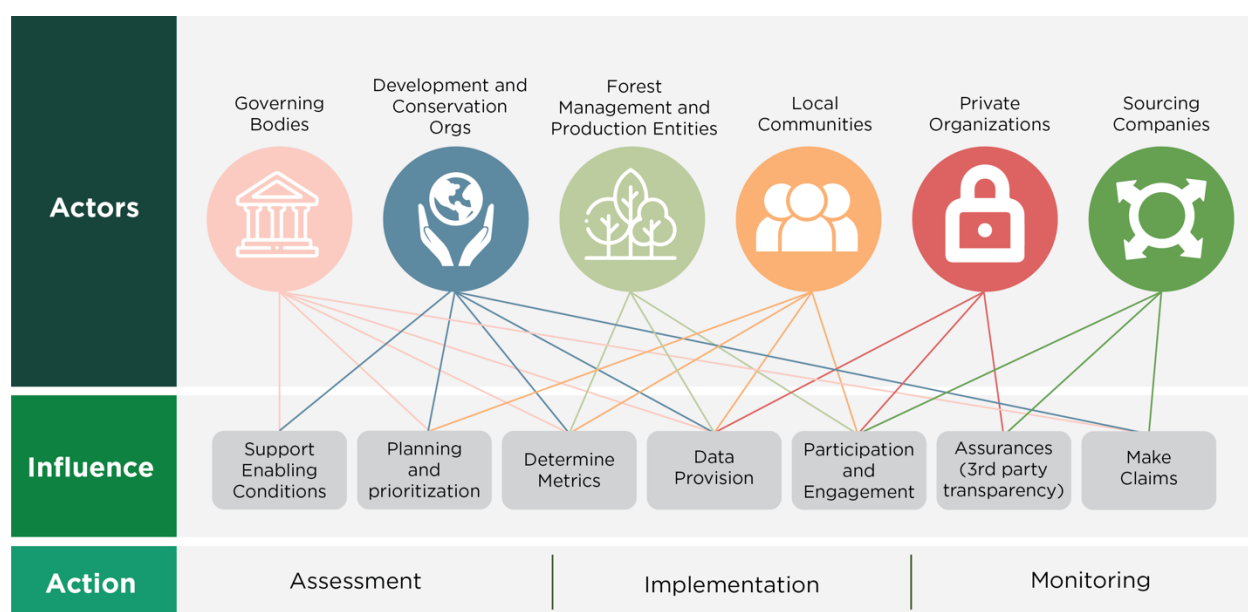 Actors
Governing
Bodies
Development and
Conservation
Orgs
Forest
Management and
Production Entities
Local
Communities
Private
Organizations
Sourcing
Companies
Influence
Support
Enabling
Conditions
Planning
and
prioritization
Determine
Metrics
Data
Provision
Participation
and
Engagement
Assurances
(3rd party
transparency)
Make
Claims
Action
Assessment
Implementation
Monitoring